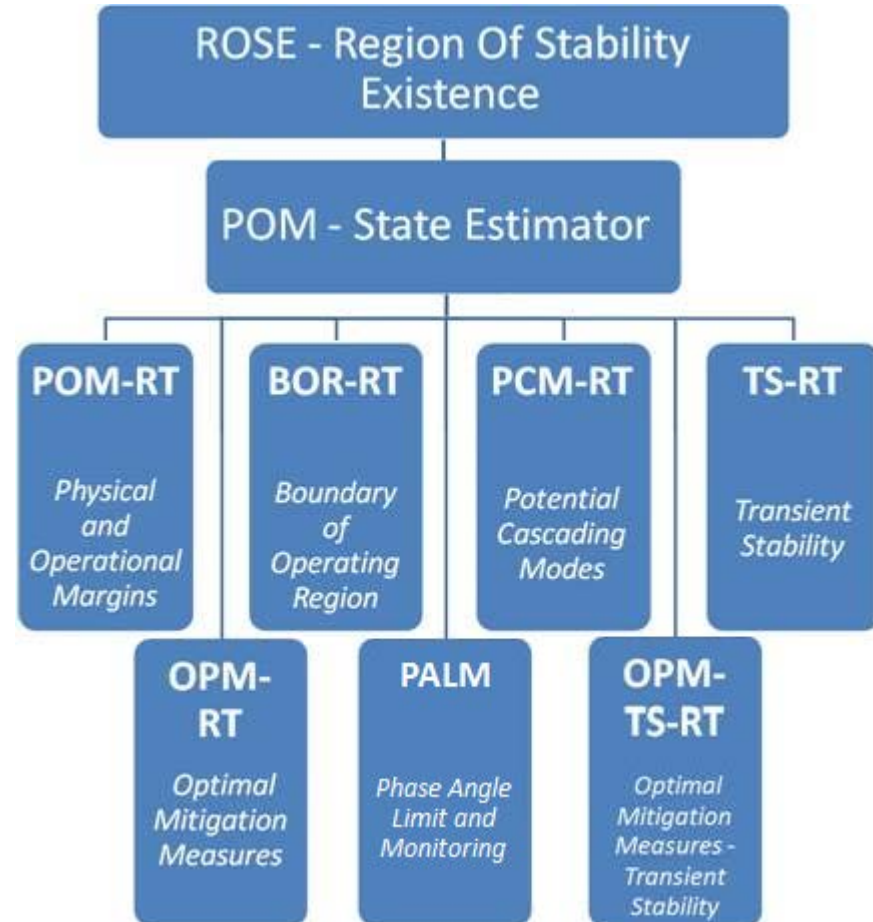 ROSE - Region Of Stability
Existence
POM - State Estimator
POM-RT
Physical
and
Operational
Margins
BOR-RT
Boundary
of
Operating
Region
PCM-RT
Potential
Cascading
Modes
TS-RT
Transient
Stability
OPM-
RT
Optimal
Mitigation
Measures
PALM
Phase Angle
Limit and
Monitoring
OPM-
TS-RT
Optimal
Mitigation
Measures -
Transient
Stability